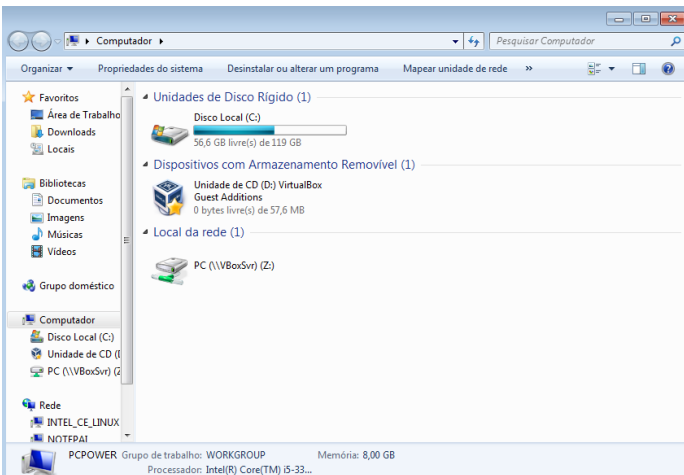 Computador
Pesquisar Computador
Organizar
Propriedades do sistema
Desinstalar ou alterar um programa
Mapear unidade de rede
»
Favoritos
Área de Trabalho
Downloads
Locais
Bibliotecas
Documentos
Imagens
Músicas
Vídeos
Grupo doméstico
Computador
Disco Local (C:)
Unidade de CD (D
PC (\\VBoxSvr) (Z
Rede
INTEL_CE_LINUX
NOTEPAI
Unidades de Disco Rígido (1)
Disco Local (C:)
56,6 GB livre(s) de 119 GB
Dispositivos com Armazenamento Removível (1)
Unidade de CD (D:) VirtualBox
Guest Additions
0 bytes livre(s) de 57,6 MB
Local da rede (1)
PC (\\VBoxSvr) (Z:)
PCPOWER Grupo de trabalho: WORKGROUP Memória: 8,00 GB
Processador: Intel(R) Core(TM) i5-33...